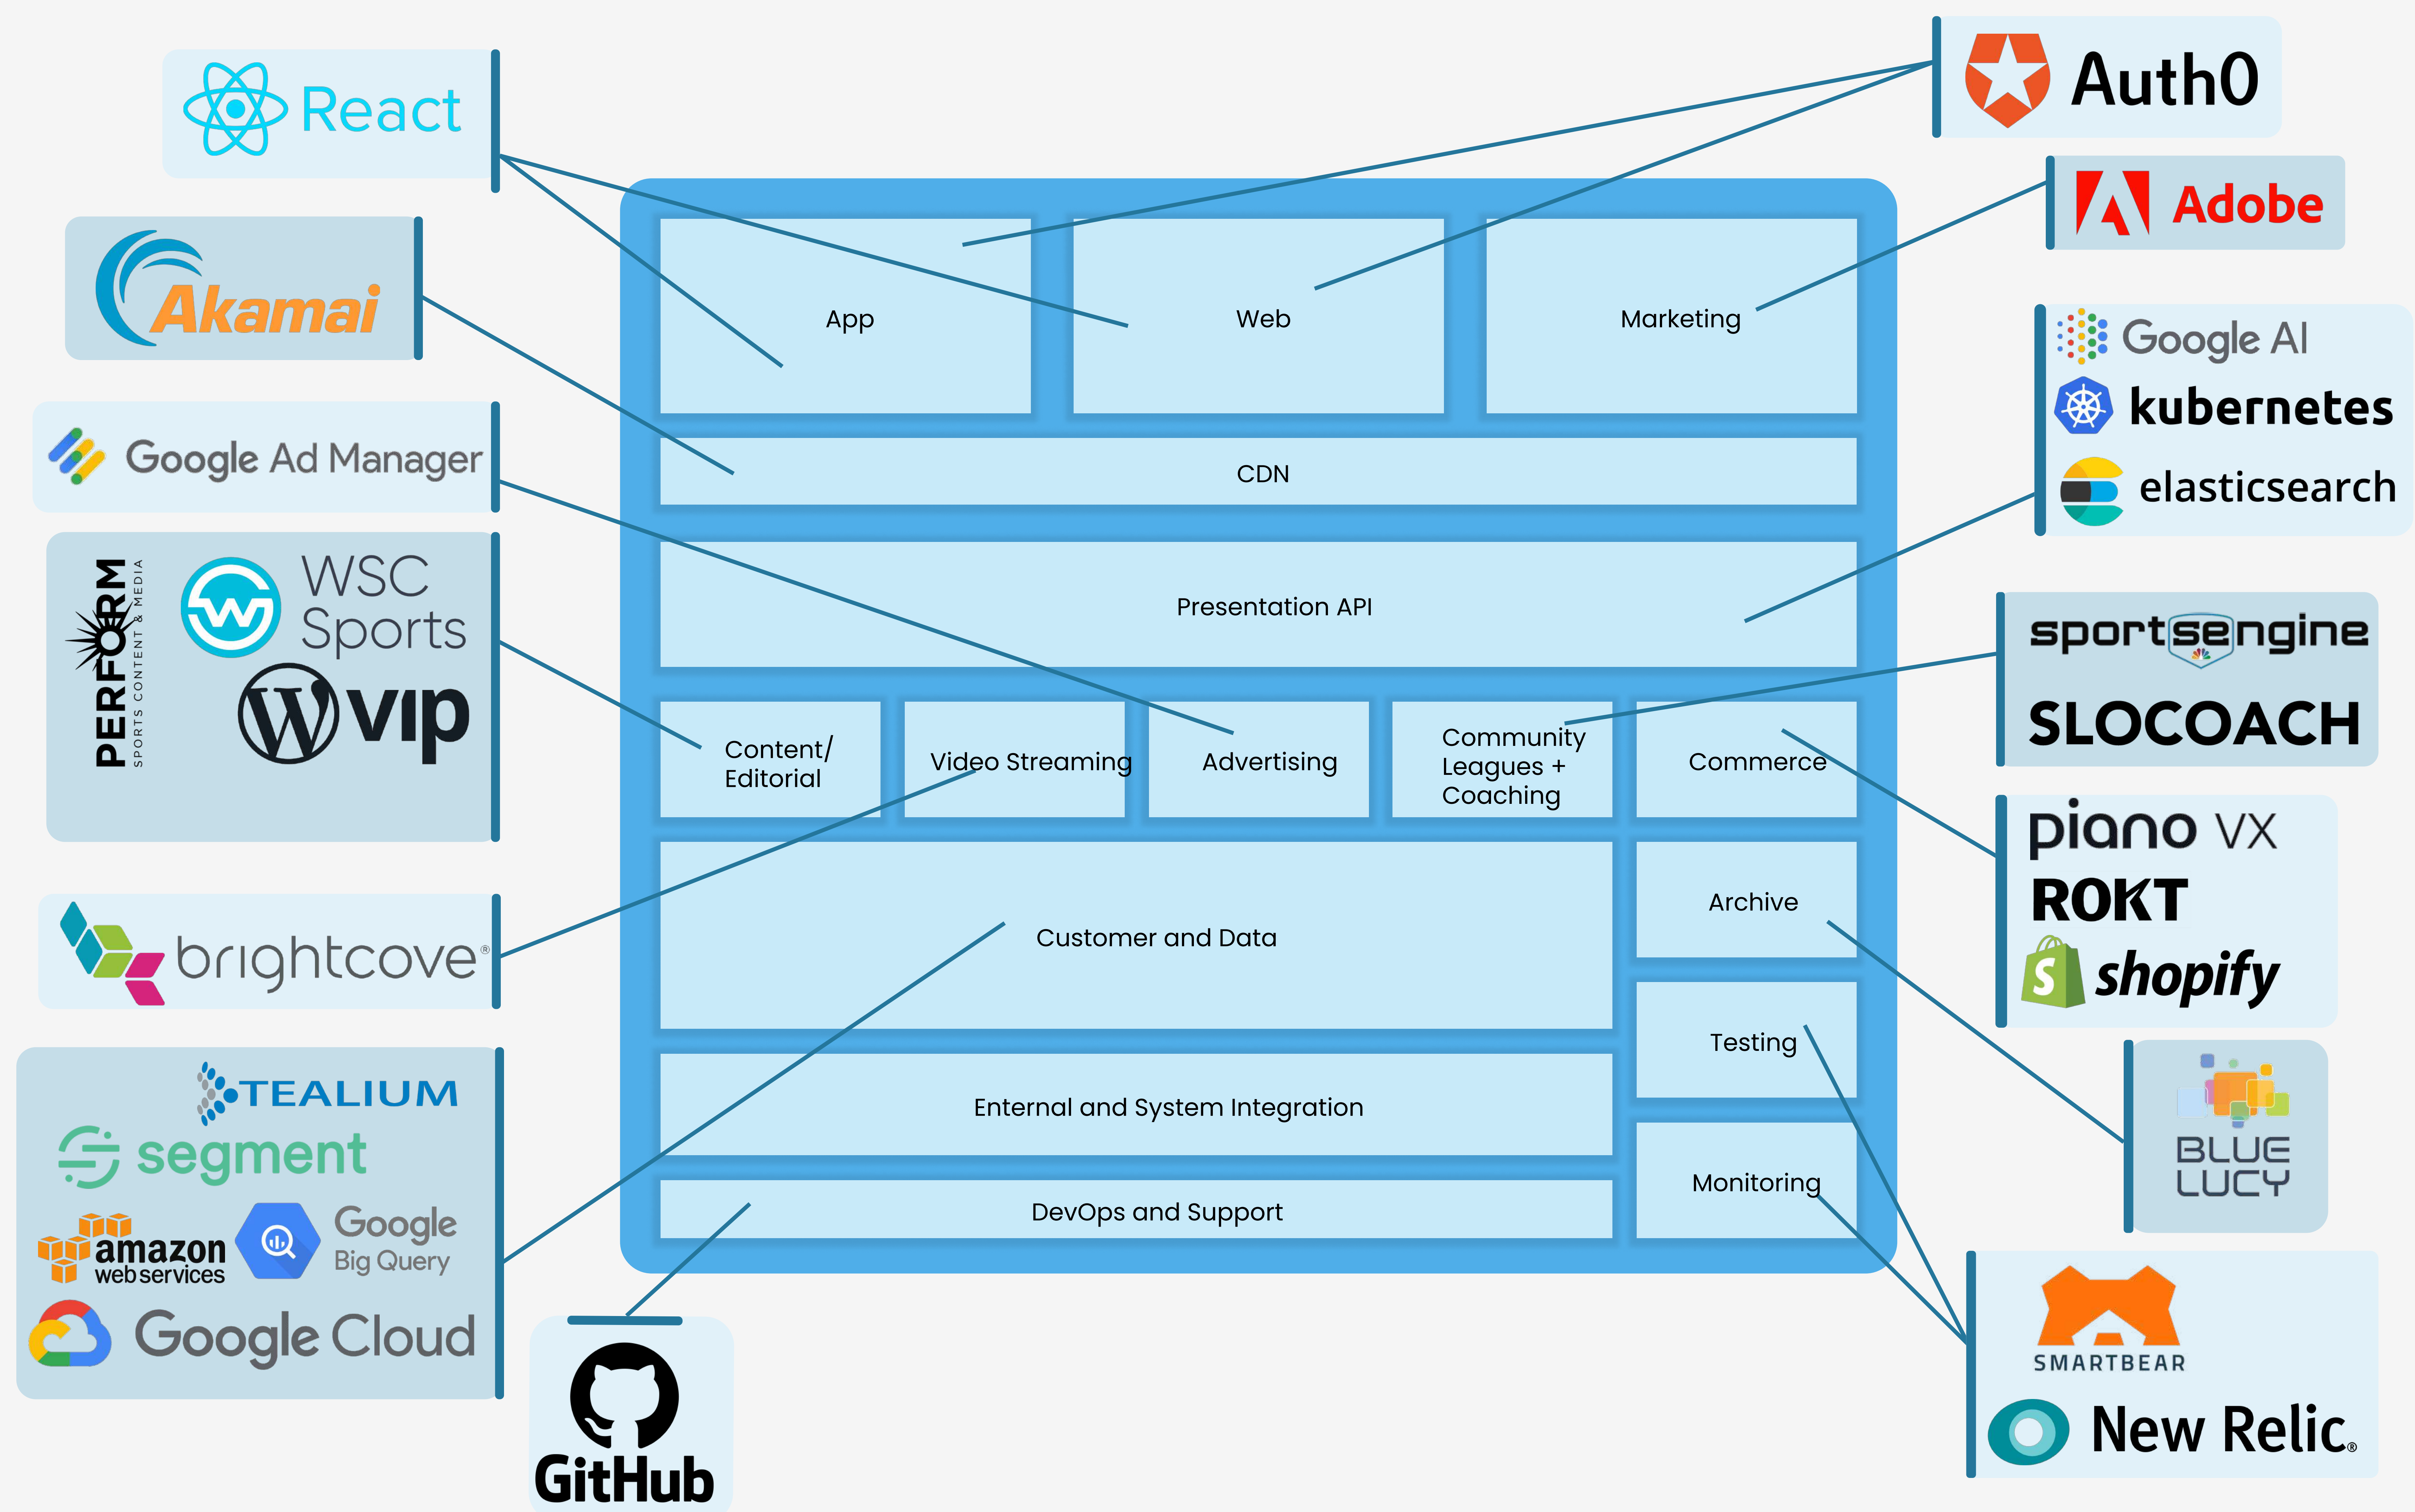 React
Auth0
Adobe
Akamai
Google AI
kubernetes
elasticsearch
App
Web
Marketing
Google Ad Manager
CDN
PERFORM
SPORTS CONTENT & MEDIA
WSC
Sports
VIP
Presentation API
sportsengine
SLOCOACH
Content/
Editorial
Video Streaming
Advertising
Community
Leagues +
Coaching
Commerce
piano VX
ROKT
shopify
brightcove®
Customer and Data
Archive
Testing
Monitoring
Enternal and System Integration
DevOps and Support
BLUE
LUCY
TEALIUM
segment
amazon
web services
Google
Big Query
Google Cloud
GitHub
SMARTBEAR
New Relic®